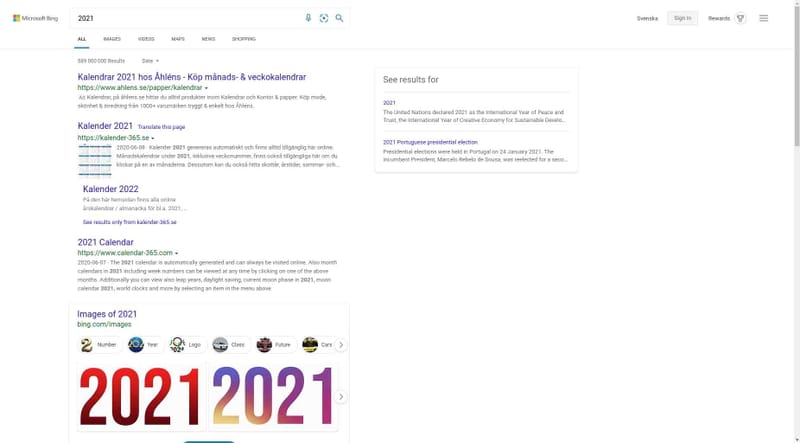 Microsoft Bing
2021
Svenska
Sign in
Rewards
ALL
IMAGES
VIDEOS
MAPS
NEWS
SHOPPING
589 000 000 Results
Date
Kalendrar 2021 hos Åhléns - Köp månads- & veckokalendrar
https://www.ahlens.se/papper/kalendrar
Kalendrar, på åhlens.se hittar du alltid produkter inom Kalendrar och Kontor & papper. Köp mode,
skönhet & inredning från 1000+ varumärken tryggt & enkelt hos Åhléns.
Kalender 2021 Translate this page
https://kalender-365.se
2020-06-08 · Kalender 2021 genereras automatiskt och finns alltid tillgänglig här online.
Månadskalendrar under 2021, inklusive veckonummer, finns också tillgängliga här om du
klickar på en av månaderna. Dessutom kan du också hitta skottår, årstider, sommar- och...
Kalender 2022
På den här hemsidan finns alla online
årskalendrar / almanacka för bl.a. 2021, ...
See results only from kalender-365.se
2021 Calendar
https://www.calendar-365.com
2020-06-07 · The 2021 calendar is automatically generated and can always be visited online. Also month
calendars in 2021 including week numbers can be viewed at any time by clicking on one of the above
months. Additionally you can view also leap years, daylight saving, current moon phase in 2021, moon
calendar 2021, world clocks and more by selecting an item in the menu above.
Images of 2021
bing.com/images
Number
Year
Logo
Class
Future
Cars
2021
2021
See results for
2021
The United Nations declared 2021 as the International Year of Peace and
Trust, the International Year of Creative Economy for Sustainable Develo...
2021 Portuguese presidential election
Presidential elections were held in Portugal on 24 January 2021. The
incumbent President, Marcelo Rebelo de Sousa, was reelected for a seco...